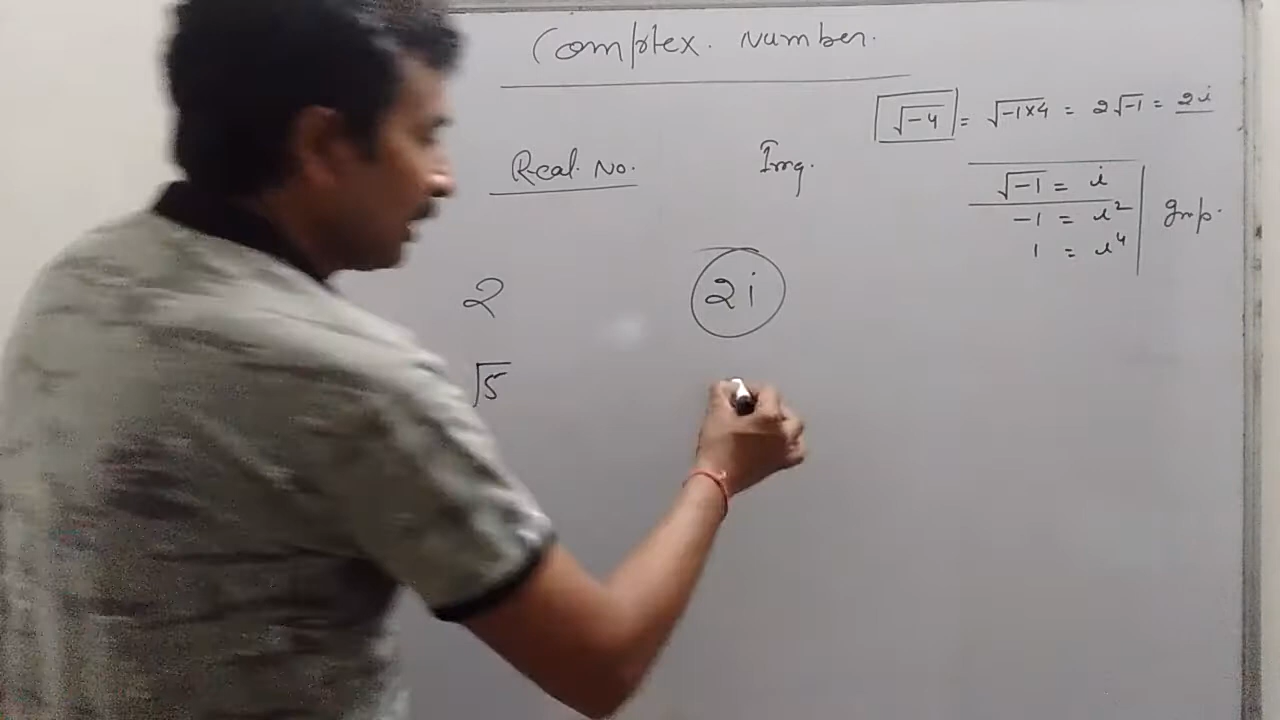 Complex. Number.
√-4 = √-1×4 = 2√-1 = 2i
Real. No.
Img.
√-1 = i
-1 = i²
1 = i⁴
Imp.
2
2i
√5